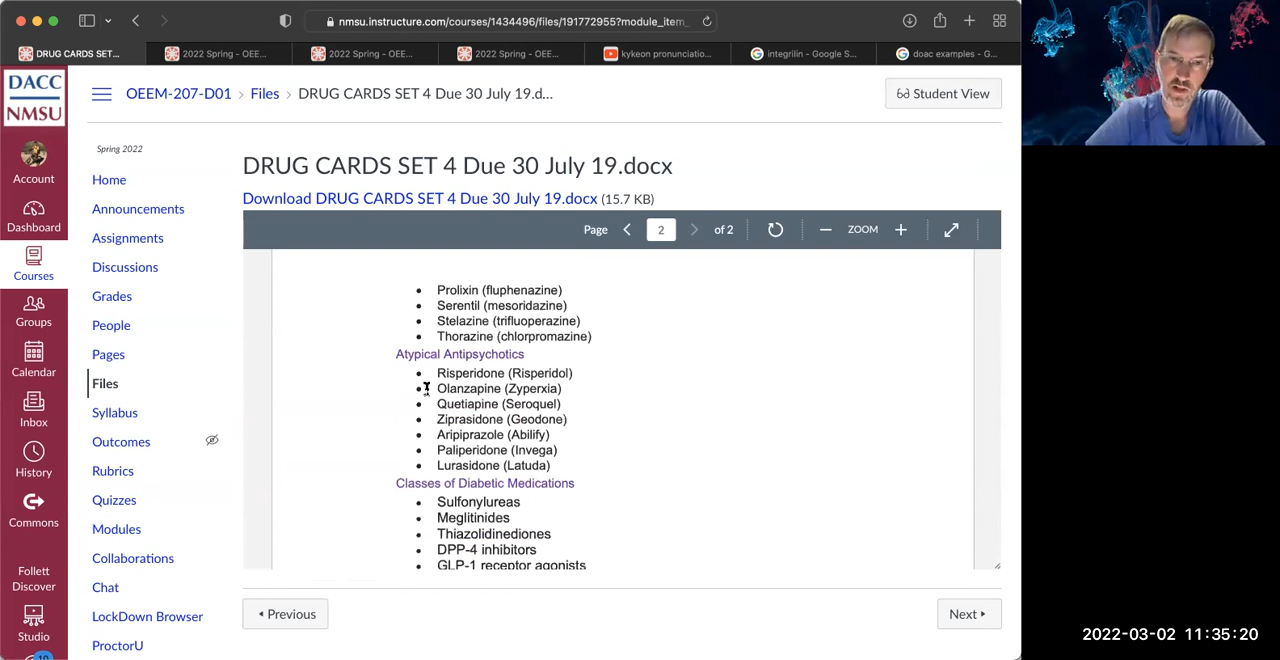 nmsu.instructure.com/courses/1434496/files/191772955?module_item_
DRUG CARDS SET...
2022 Spring - OEE...
2022 Spring - OEE...
2022 Spring - OEE...
kykeon pronunciatio...
integrilin - Google S...
doac examples - G...
DACC
NMSU
OEEM-207-D01 › Files › DRUG CARDS SET 4 Due 30 July 19.d...
Student View
Account
Dashboard
Courses
Groups
Calendar
Inbox
History
Commons
Follett
Discover
Studio
10
Spring 2022
Home
Announcements
Assignments
Discussions
Grades
People
Pages
Files
Syllabus
Outcomes
Rubrics
Quizzes
Modules
Collaborations
Chat
LockDown Browser
ProctorU
DRUG CARDS SET 4 Due 30 July 19.docx
Download DRUG CARDS SET 4 Due 30 July 19.docx (15.7 KB)
Page 2 of 2 ZOOM
• Prolixin (fluphenazine)
• Serentil (mesoridazine)
• Stelazine (trifluoperazine)
• Thorazine (chlorpromazine)
Atypical Antipsychotics
• Risperidone (Risperidol)
• Olanzapine (Zyperxia)
• Quetiapine (Seroquel)
• Ziprasidone (Geodone)
• Aripiprazole (Abilify)
• Paliperidone (Invega)
• Lurasidone (Latuda)
Classes of Diabetic Medications
• Sulfonylureas
• Meglitinides
• Thiazolidinediones
• DPP-4 inhibitors
• GLP-1 receptor agonists
Previous
Next
2022-03-02 11:35:20